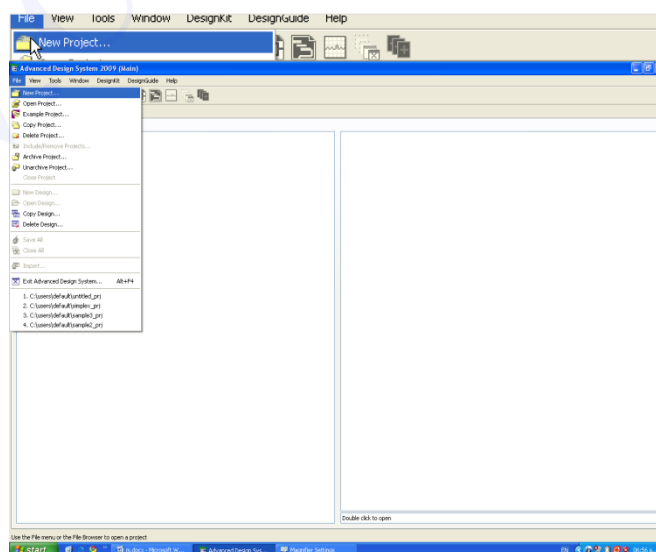 File View Tools Window DesignKit DesignGuide Help
New Project...
Advanced Design System 2009 (Main)
File View Tools Window DesignKit DesignGuide Help
New Project...
Open Project...
Example Project...
Copy Project...
Delete Project...
Include/Remove Projects...
Archive Project...
Unarchive Project...
Close Project
New Design...
Open Design...
Copy Design...
Delete Design...
Save All
Close All
Import...
Exit Advanced Design System... Alt+F4
1. C:\users\default\untitled_prj
2. C:\users\default\simplex_prj
3. C:\users\default\sample3_prj
4. C:\users\default\sample2_prj
Double click to open
Use the File menu or the File Browser to open a project
start Microsoft W... Advanced Design Sys... Magnifier Settings EN